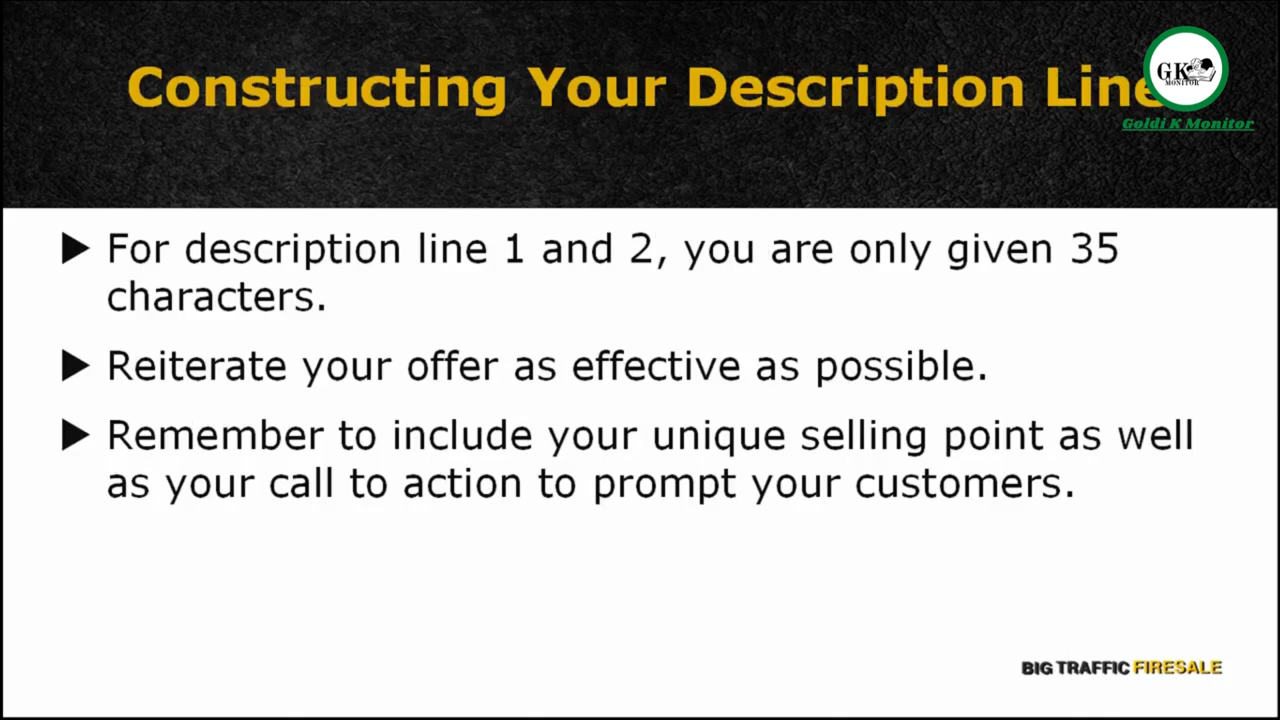 Constructing Your Description Line
GK
MONITOR
Goldi K Monitor
▶ For description line 1 and 2, you are only given 35
characters.
▶ Reiterate your offer as effective as possible.
▶ Remember to include your unique selling point as well
as your call to action to prompt your customers.
BIG TRAFFIC FIRESALE